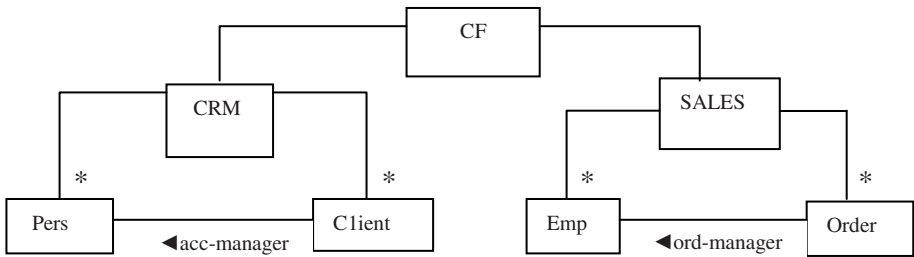 CF
CRM
SALES
*
*
*
*
Pers
C1ient
Emp
Order
◄acc-manager
◄ord-manager